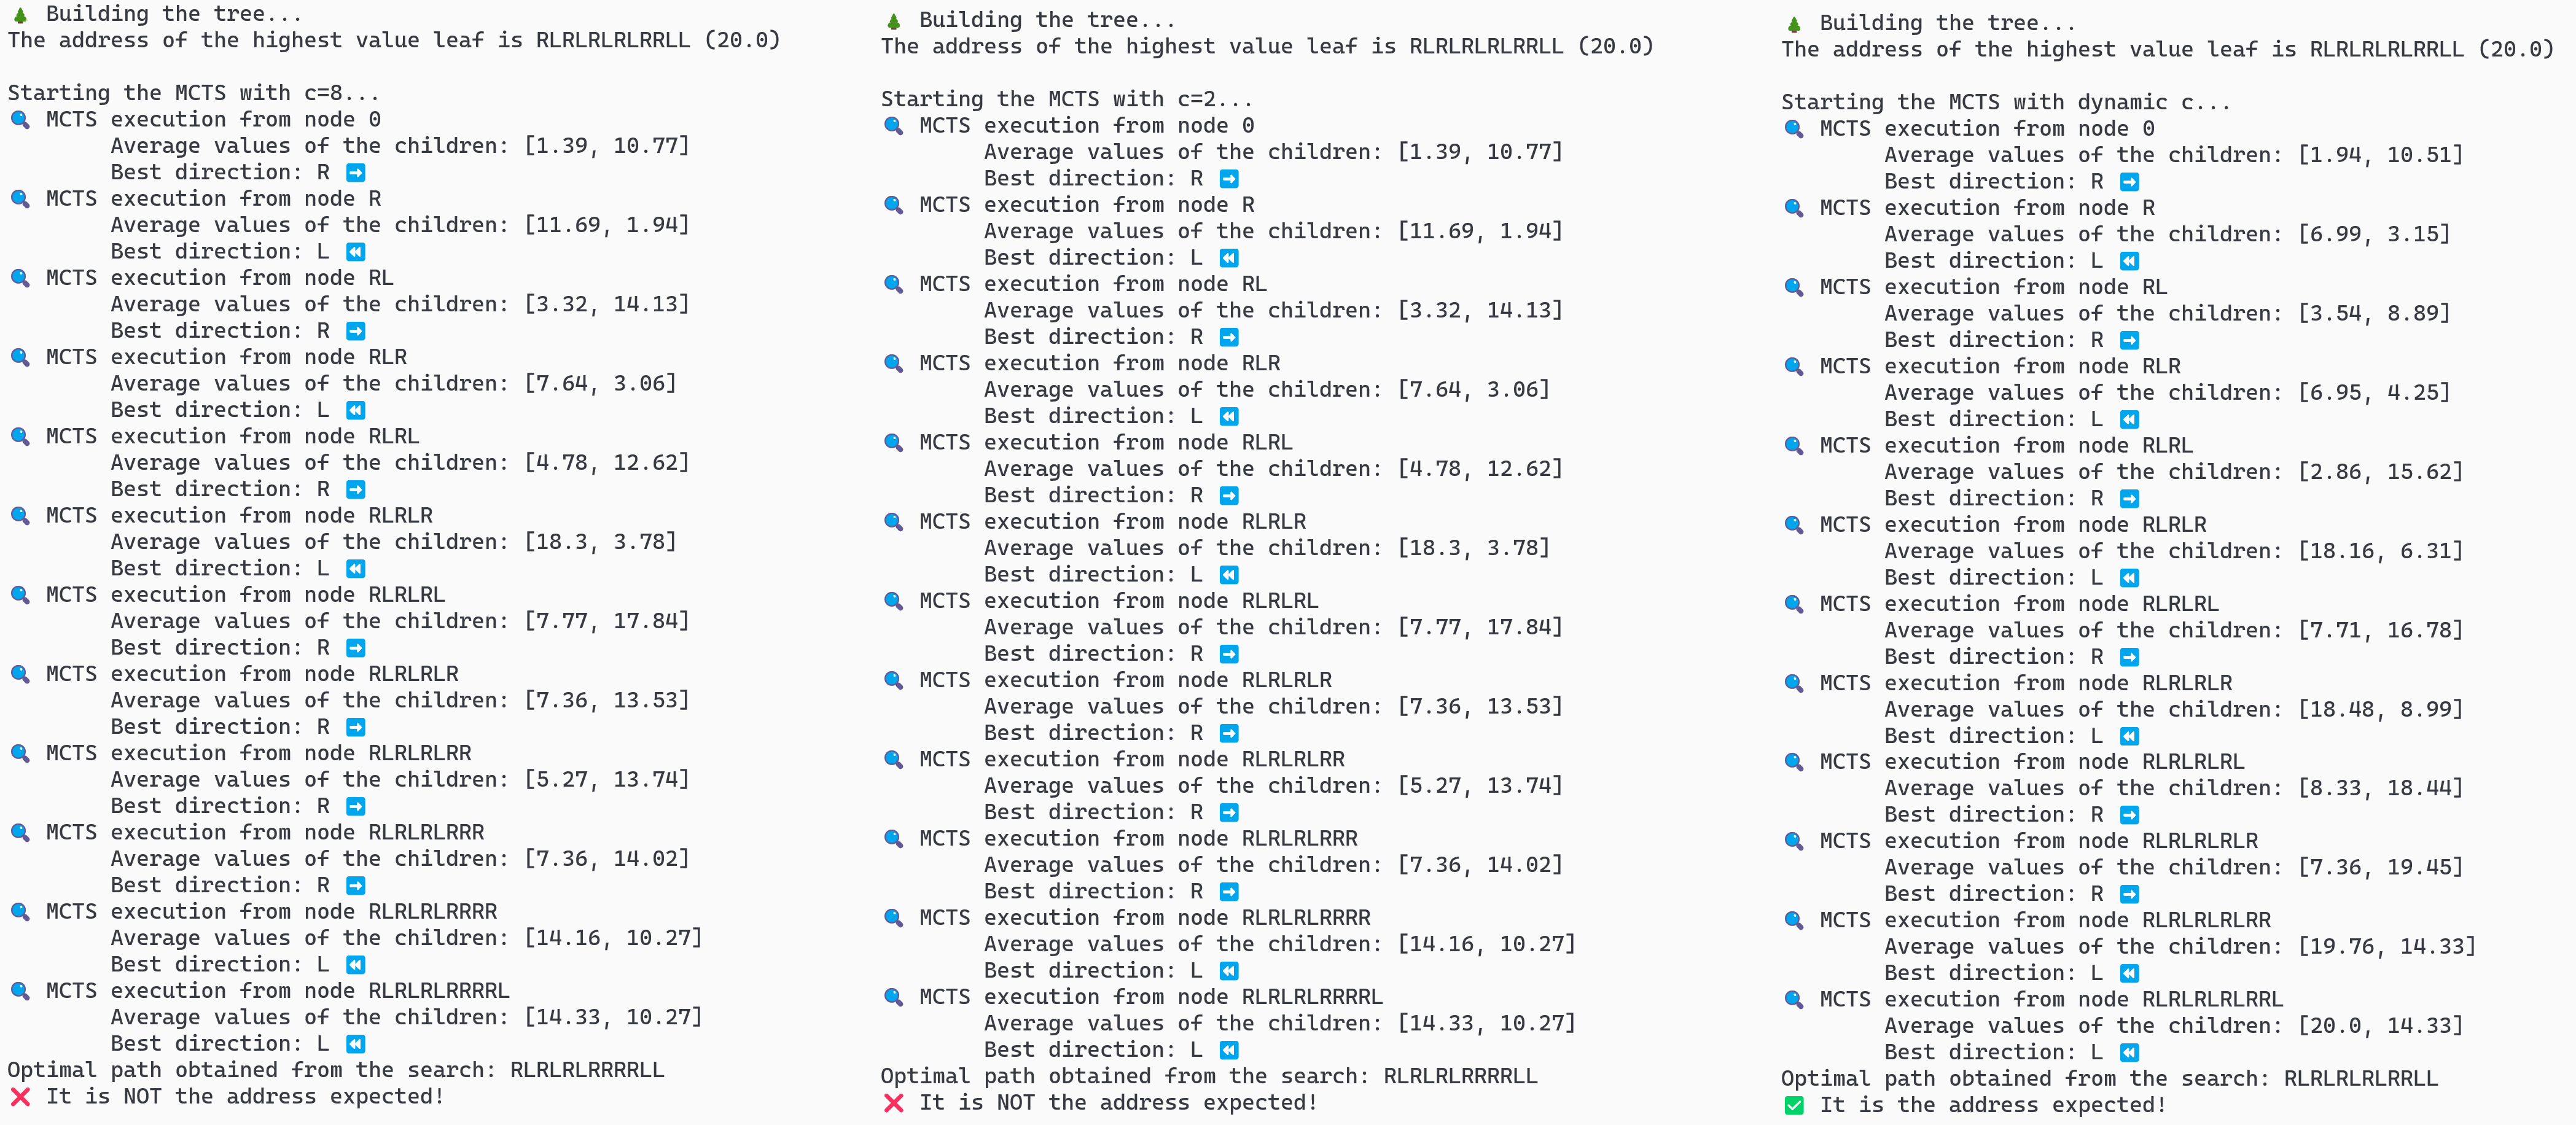 🌲 Building the tree...
The address of the highest value leaf is RLRLRLRLRRLL (20.0)
Starting the MCTS with c=8...
🔍 MCTS execution from node 0
Average values of the children: [1.39, 10.77]
Best direction: R ➡️
🔍 MCTS execution from node R
Average values of the children: [11.69, 1.94]
Best direction: L ⏪
🔍 MCTS execution from node RL
Average values of the children: [3.32, 14.13]
Best direction: R ➡️
🔍 MCTS execution from node RLR
Average values of the children: [7.64, 3.06]
Best direction: L ⏪
🔍 MCTS execution from node RLRL
Average values of the children: [4.78, 12.62]
Best direction: R ➡️
🔍 MCTS execution from node RLRLR
Average values of the children: [18.3, 3.78]
Best direction: L ⏪
🔍 MCTS execution from node RLRLRL
Average values of the children: [7.77, 17.84]
Best direction: R ➡️
🔍 MCTS execution from node RLRLRLR
Average values of the children: [7.36, 13.53]
Best direction: R ➡️
🔍 MCTS execution from node RLRLRLRR
Average values of the children: [5.27, 13.74]
Best direction: R ➡️
🔍 MCTS execution from node RLRLRLRRR
Average values of the children: [7.36, 14.02]
Best direction: R ➡️
🔍 MCTS execution from node RLRLRLRRRR
Average values of the children: [14.16, 10.27]
Best direction: L ⏪
🔍 MCTS execution from node RLRLRLRRRRL
Average values of the children: [14.33, 10.27]
Best direction: L ⏪
Optimal path obtained from the search: RLRLRLRRRRLL
❌ It is NOT the address expected!
🌲 Building the tree...
The address of the highest value leaf is RLRLRLRLRRLL (20.0)
Starting the MCTS with c=2...
🔍 MCTS execution from node 0
Average values of the children: [1.39, 10.77]
Best direction: R ➡️
🔍 MCTS execution from node R
Average values of the children: [11.69, 1.94]
Best direction: L ⏪
🔍 MCTS execution from node RL
Average values of the children: [3.32, 14.13]
Best direction: R ➡️
🔍 MCTS execution from node RLR
Average values of the children: [7.64, 3.06]
Best direction: L ⏪
🔍 MCTS execution from node RLRL
Average values of the children: [4.78, 12.62]
Best direction: R ➡️
🔍 MCTS execution from node RLRLR
Average values of the children: [18.3, 3.78]
Best direction: L ⏪
🔍 MCTS execution from node RLRLRL
Average values of the children: [7.77, 17.84]
Best direction: R ➡️
🔍 MCTS execution from node RLRLRLR
Average values of the children: [7.36, 13.53]
Best direction: R ➡️
🔍 MCTS execution from node RLRLRLRR
Average values of the children: [5.27, 13.74]
Best direction: R ➡️
🔍 MCTS execution from node RLRLRLRRR
Average values of the children: [7.36, 14.02]
Best direction: R ➡️
🔍 MCTS execution from node RLRLRLRRRR
Average values of the children: [14.16, 10.27]
Best direction: L ⏪
🔍 MCTS execution from node RLRLRLRRRRL
Average values of the children: [14.33, 10.27]
Best direction: L ⏪
Optimal path obtained from the search: RLRLRLRRRRLL
❌ It is NOT the address expected!
🌲 Building the tree...
The address of the highest value leaf is RLRLRLRLRRLL (20.0)
Starting the MCTS with dynamic c...
🔍 MCTS execution from node 0
Average values of the children: [1.94, 10.51]
Best direction: R ➡️
🔍 MCTS execution from node R
Average values of the children: [6.99, 3.15]
Best direction: L ⏪
🔍 MCTS execution from node RL
Average values of the children: [3.54, 8.89]
Best direction: R ➡️
🔍 MCTS execution from node RLR
Average values of the children: [6.95, 4.25]
Best direction: L ⏪
🔍 MCTS execution from node RLRL
Average values of the children: [2.86, 15.62]
Best direction: R ➡️
🔍 MCTS execution from node RLRLR
Average values of the children: [18.16, 6.31]
Best direction: L ⏪
🔍 MCTS execution from node RLRLRL
Average values of the children: [7.71, 16.78]
Best direction: R ➡️
🔍 MCTS execution from node RLRLRLR
Average values of the children: [18.48, 8.99]
Best direction: L ⏪
🔍 MCTS execution from node RLRLRLRL
Average values of the children: [8.33, 18.44]
Best direction: R ➡️
🔍 MCTS execution from node RLRLRLRLR
Average values of the children: [7.36, 19.45]
Best direction: R ➡️
🔍 MCTS execution from node RLRLRLRLRR
Average values of the children: [19.76, 14.33]
Best direction: L ⏪
🔍 MCTS execution from node RLRLRLRLRRL
Average values of the children: [20.0, 14.33]
Best direction: L ⏪
Optimal path obtained from the search: RLRLRLRLRRLL
✅ It is the address expected!